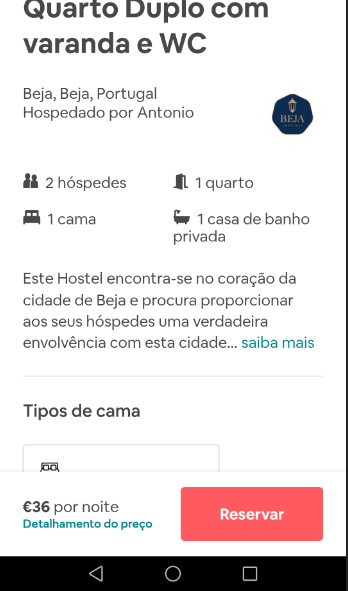 Quarto Duplo com
varanda e WC
Beja, Beja, Portugal
Hospedado por Antonio
BEJA
2 hóspedes
1 quarto
1 cama
1 casa de banho
privada
Este Hostel encontra-se no coração da
cidade de Beja e procura proporcionar
aos seus hóspedes uma verdadeira
envolvência com esta cidade... saiba mais
Tipos de cama
€36 por noite
Detalhamento do preço
Reservar